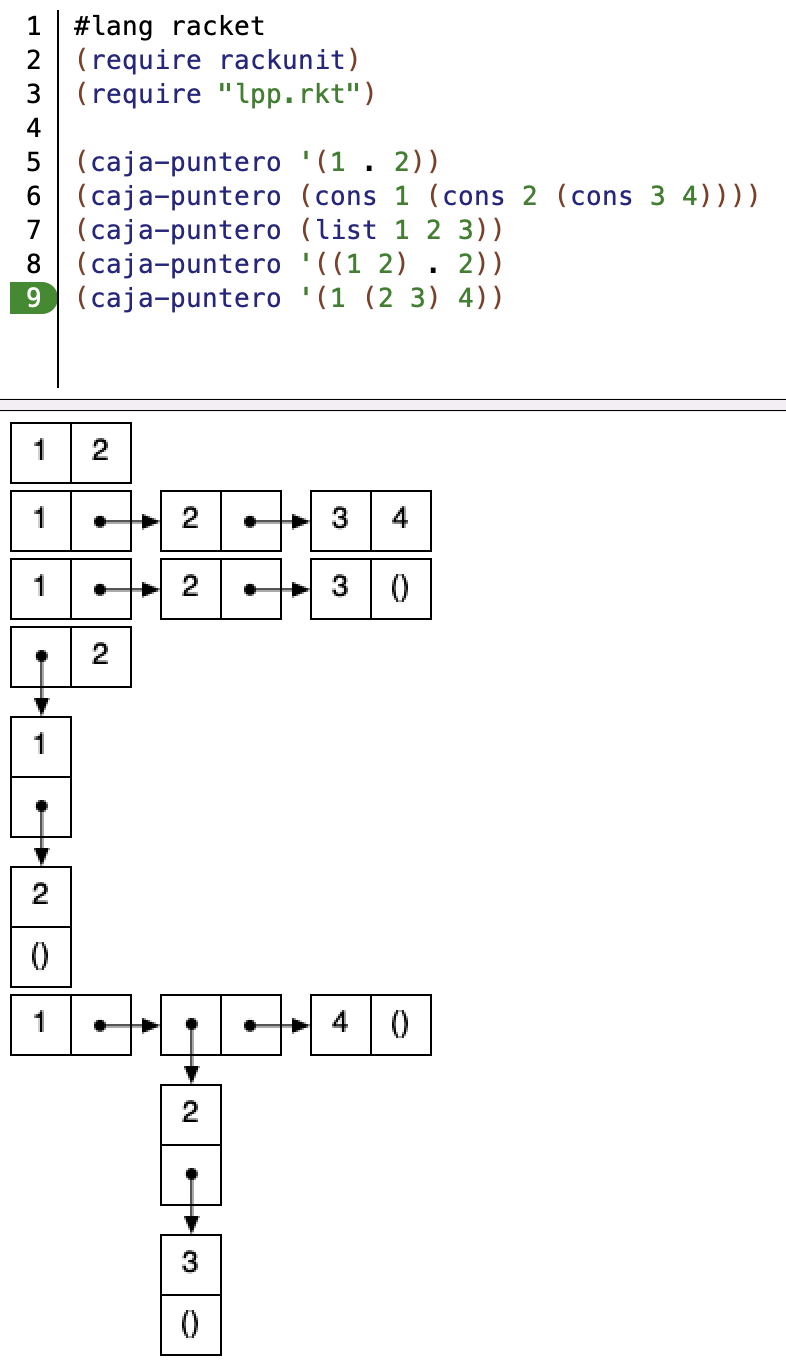 1 #lang racket
2 (require rackunit)
3 (require "lpp.rkt")
4
5 (caja-puntero '(1 . 2))
6 (caja-puntero (cons 1 (cons 2 (cons 3 4))))
7 (caja-puntero (list 1 2 3))
8 (caja-puntero '((1 2) . 2))
9 (caja-puntero '(1 (2 3) 4))
1 2
1 2 3 4
1 2 3 ()
2
1
2
()
1 4 ()
2
3
()